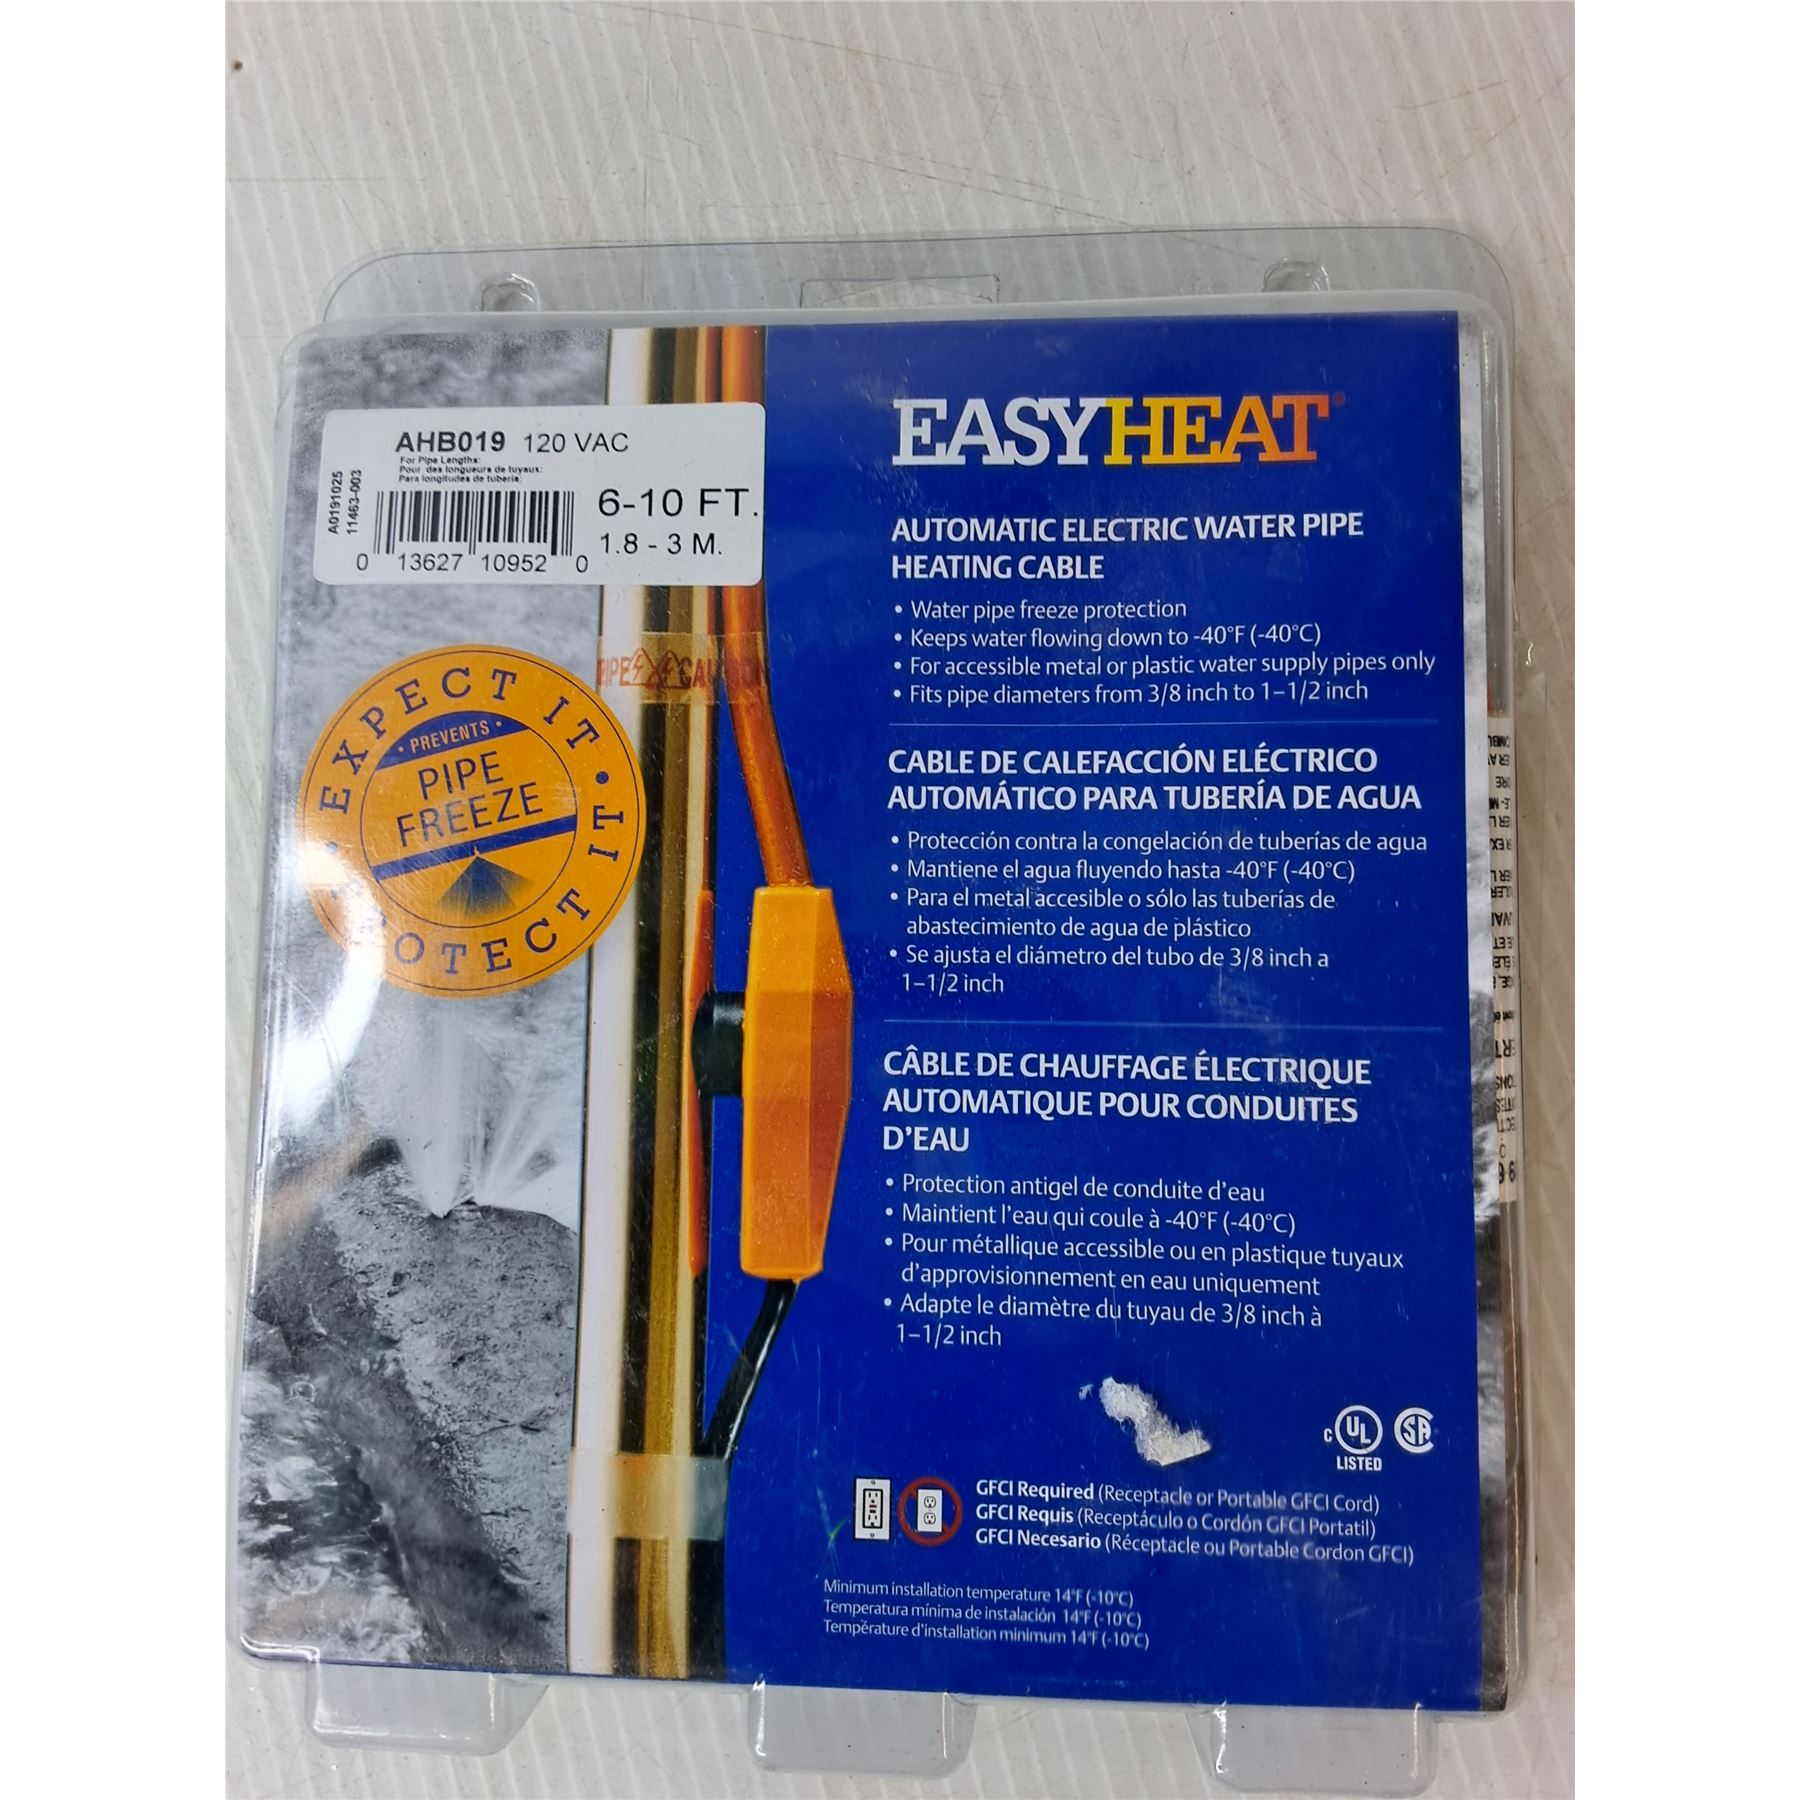 AHB019 120 VAC
For Pipe Lengths:
Pour des longueurs de tuyaux:
Para longitudes de tuberia:
A0191025
11463-003
6-10 FT.
1.8 - 3 M.
0 13627 10952 0
EXPECT IT
PROTECT IT
• PREVENTS •
PIPE
FREEZE
EASYHEAT®
AUTOMATIC ELECTRIC WATER PIPE
HEATING CABLE
• Water pipe freeze protection
• Keeps water flowing down to -40°F (-40°C)
• For accessible metal or plastic water supply pipes only
• Fits pipe diameters from 3/8 inch to 1-1/2 inch
CABLE DE CALEFACCIÓN ELÉCTRICO
AUTOMÁTICO PARA TUBERÍA DE AGUA
• Protección contra la congelación de tuberías de agua
• Mantiene el agua fluyendo hasta -40°F (-40°C)
• Para el metal accesible o sólo las tuberías de
abastecimiento de agua de plástico
• Se ajusta el diámetro del tubo de 3/8 inch a
1-1/2 inch
CÂBLE DE CHAUFFAGE ÉLECTRIQUE
AUTOMATIQUE POUR CONDUITES
D'EAU
• Protection antigel de conduite d'eau
• Maintient l'eau qui coule à -40°F (-40°C)
• Pour métallique accessible ou en plastique tuyaux
d'approvisionnement en eau uniquement
• Adapte le diamètre du tuyau de 3/8 inch à
1-1/2 inch
c UL SA
LISTED
GFCI Required (Receptacle or Portable GFCI Cord)
GFCI Requis (Receptáculo o Cordón GFCI Portatil)
GFCI Necesario (Réceptacle ou Portable Cordon GFCI)
Minimum installation temperature 14°F (-10°C)
Temperatura mínima de instalación 14°F (-10°C)
Température d'installation minimum 14°F (-10°C)